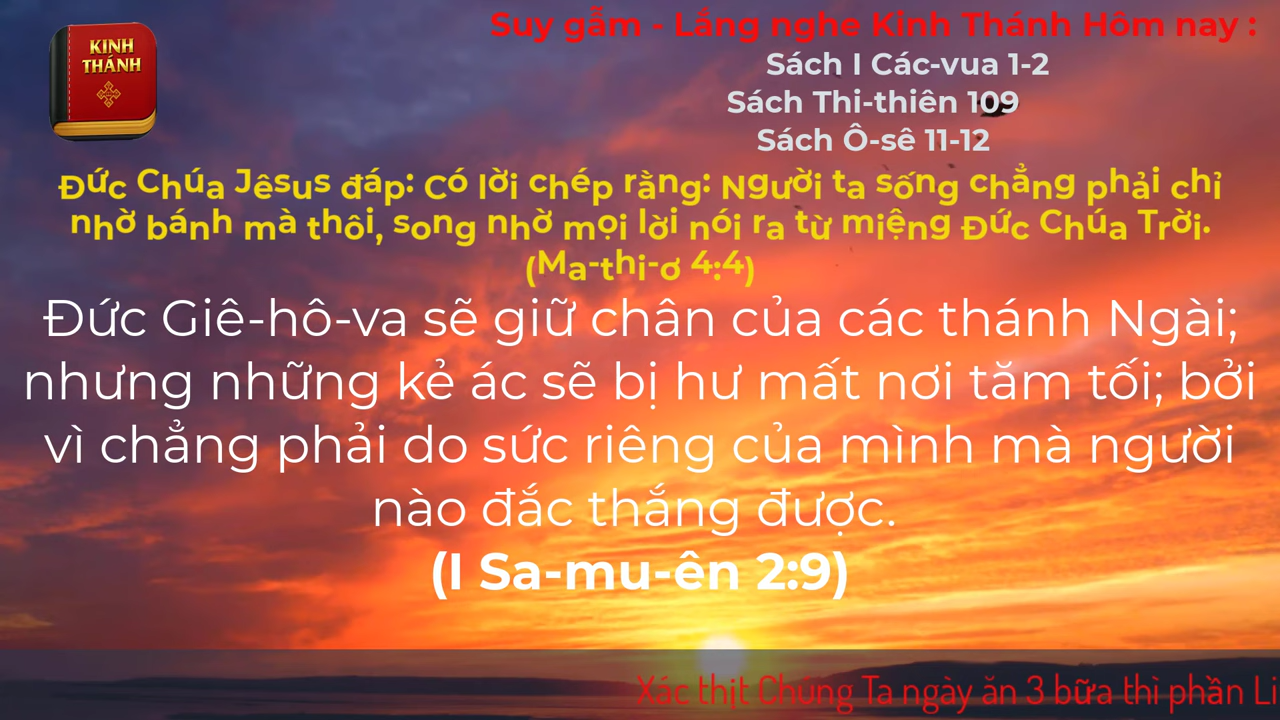 KINH
THÁNH
Suy gẫm - Lắng nghe Kinh Thánh Hôm nay :
Sách I Các-vua 1-2
Sách Thi-thiên 109
Sách Ô-sê 11-12
Đức Chúa Jêsus đáp: Có lời chép rằng: Người ta sống chẳng phải chỉ
nhờ bánh mà thôi, song nhờ mọi lời nói ra từ miệng Đức Chúa Trời.
(Ma-thi-ơ 4:4)
Đức Giê-hô-va sẽ giữ chân của các thánh Ngài;
nhưng những kẻ ác sẽ bị hư mất nơi tăm tối; bởi
vì chẳng phải do sức riêng của mình mà người
nào đắc thắng được.
(I Sa-mu-ên 2:9)
Xác thịt Chúng Ta ngày ăn 3 bữa thì phần Li